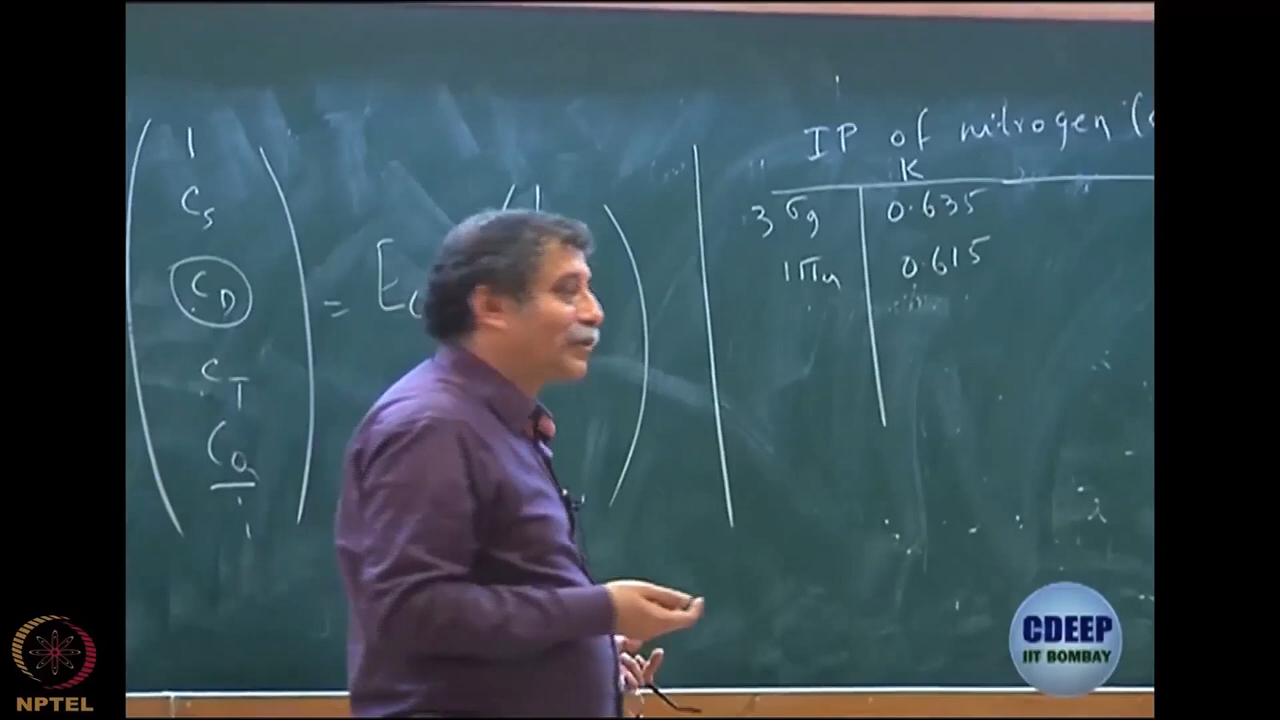 1
C_S
C_D
C_T
C_Q
= E_C
1
IP of nitrogen (
K
3σg 0.635
1πu 0.615
CDEEP
IIT BOMBAY
NPTEL